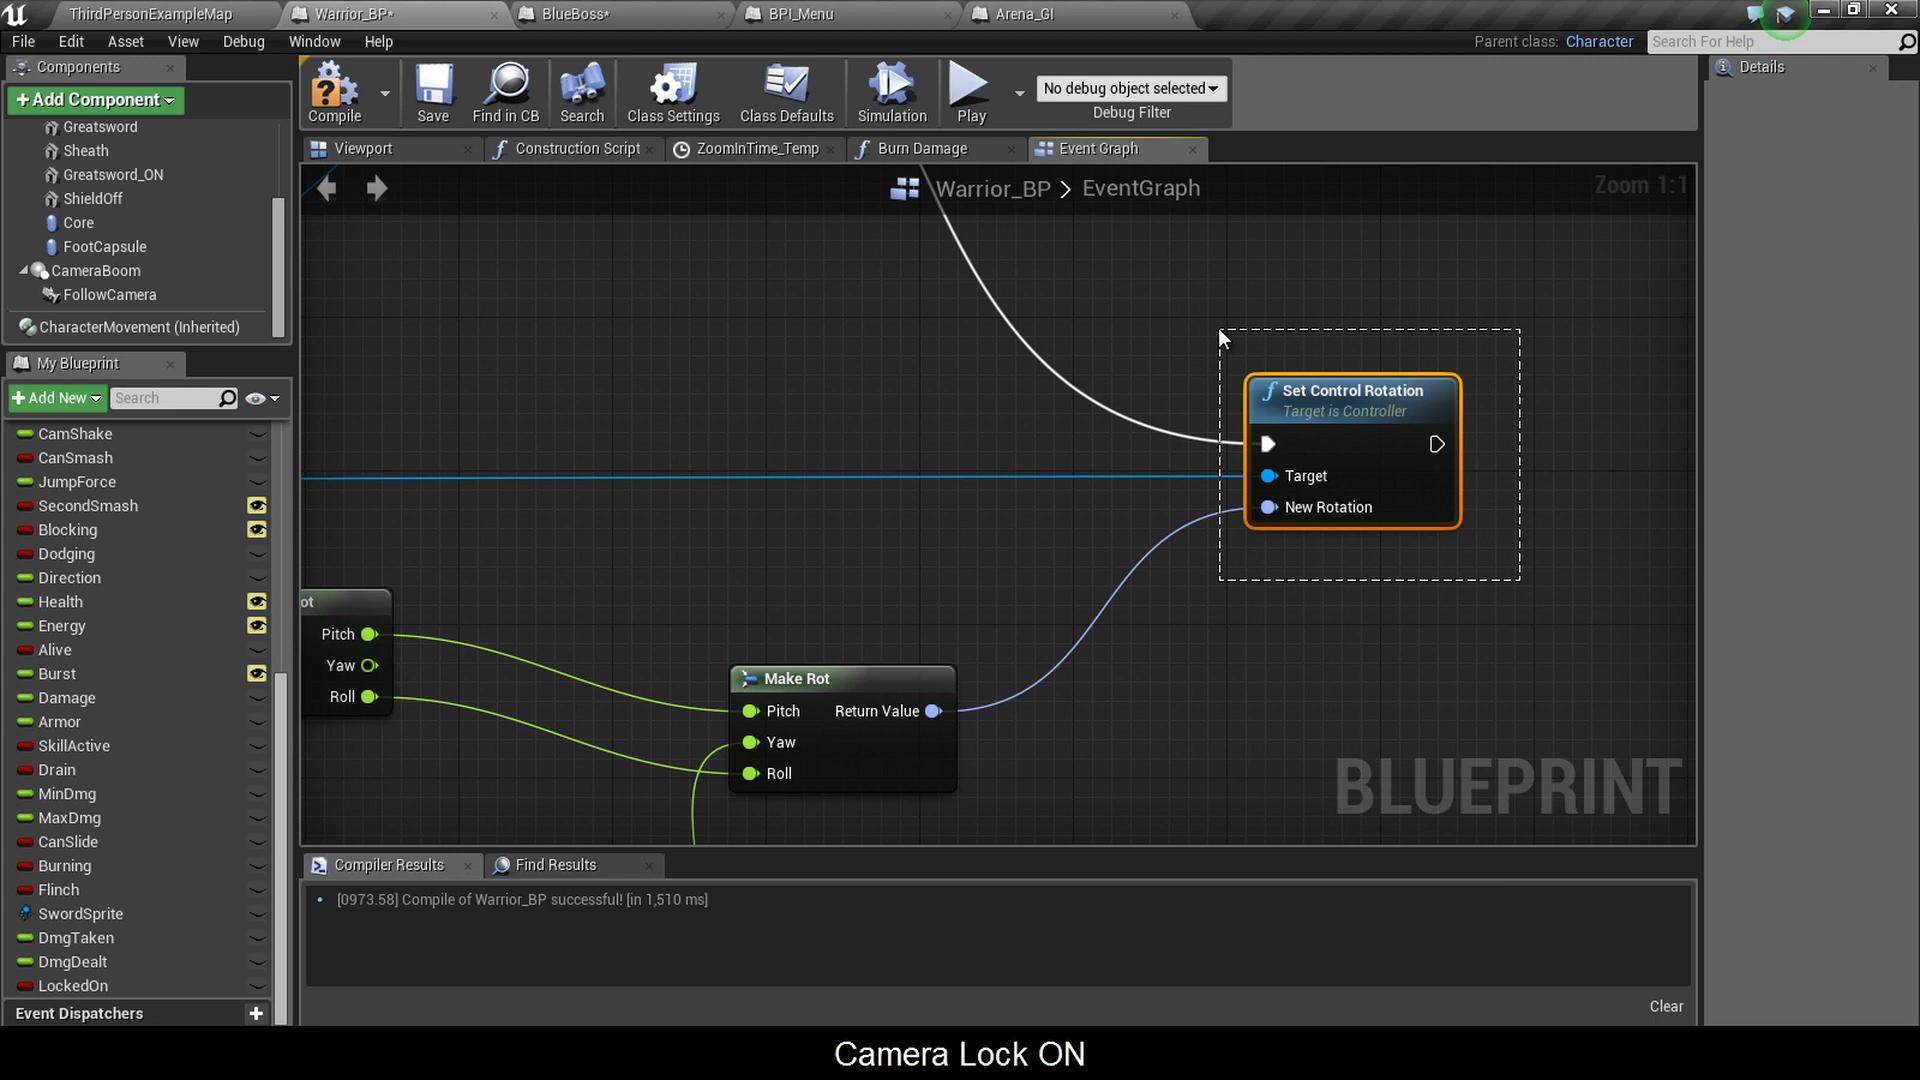 ThirdPersonExampleMap
Warrior_BP*
BlueBoss*
BPI_Menu
Arena_GI
File Edit Asset View Debug Window Help
Parent class: Character
Search For Help
Components
+Add Component
Greatsword
Sheath
Greatsword_ON
ShieldOff
Core
FootCapsule
CameraBoom
FollowCamera
CharacterMovement (Inherited)
Compile
Save
Find in CB
Search
Class Settings
Class Defaults
Simulation
Play
No debug object selected
Debug Filter
Details
Viewport
Construction Script
ZoomInTime_Temp
Burn Damage
Event Graph
Warrior_BP > EventGraph
Zoom 1:1
My Blueprint
+Add New
Search
CamShake
CanSmash
JumpForce
SecondSmash
Blocking
Dodging
Direction
Health
Energy
Alive
Burst
Damage
Armor
SkillActive
Drain
MinDmg
MaxDmg
CanSlide
Burning
Flinch
SwordSprite
DmgTaken
DmgDealt
LockedOn
Event Dispatchers
Set Control Rotation
Target is Controller
Target
New Rotation
ot
Pitch
Yaw
Roll
Make Rot
Pitch Return Value
Yaw
Roll
BLUEPRINT
Compiler Results
Find Results
[0973.58] Compile of Warrior_BP successful! [in 1,510 ms]
Clear
Camera Lock ON